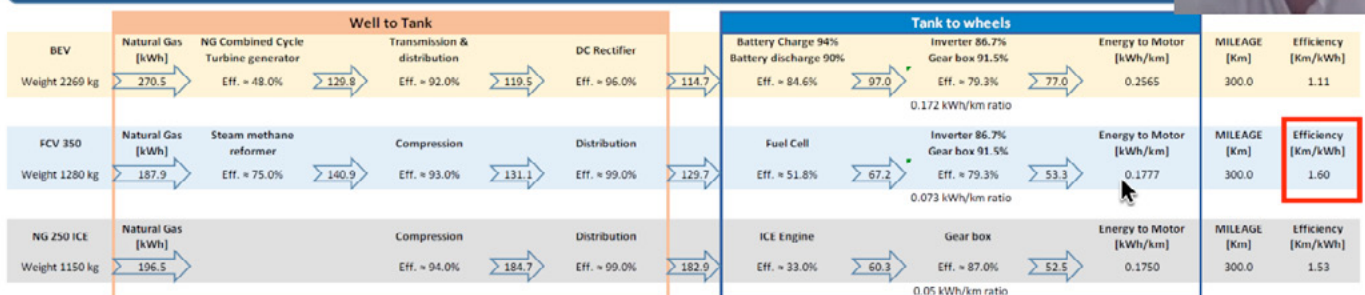 Well to Tank
Tank to wheels
BEV
Weight 2269 kg
Natural Gas
[kWh]
270.5
NG Combined Cycle
Turbine generator
Eff. = 48.0%
129.8
Transmission &
distribution
Eff. = 92.0%
119.5
DC Rectifier
Eff. = 96.0%
114.7
Battery Charge 94%
Battery discharge 90%
Eff. = 84.6%
97.0
Inverter 86.7%
Gear box 91.5%
Eff. = 79.3%
77.0
0.172 kWh/km ratio
Energy to Motor
[kWh/km]
0.2565
MILEAGE
[Km]
300.0
Efficiency
[Km/kWh]
1.11
FCV 350
Weight 1280 kg
Natural Gas
[kWh]
187.9
Steam methane
reformer
Eff. = 75.0%
140.9
Compression
Eff. = 93.0%
131.1
Distribution
Eff. = 99.0%
129.7
Fuel Cell
Eff. = 51.8%
67.2
Inverter 86.7%
Gear box 91.5%
Eff. = 79.3%
53.3
0.073 kWh/km ratio
Energy to Motor
[kWh/km]
0.1777
MILEAGE
[Km]
300.0
Efficiency
[Km/kWh]
1.60
NG 250 ICE
Weight 1150 kg
Natural Gas
[kWh]
196.5
Compression
Eff. = 94.0%
184.7
Distribution
Eff. = 99.0%
182.9
ICE Engine
Eff. = 33.0%
60.3
Gear box
Eff. = 87.0%
52.5
0.05 kWh/km ratio
Energy to Motor
[kWh/km]
0.1750
MILEAGE
[Km]
300.0
Efficiency
[Km/kWh]
1.53